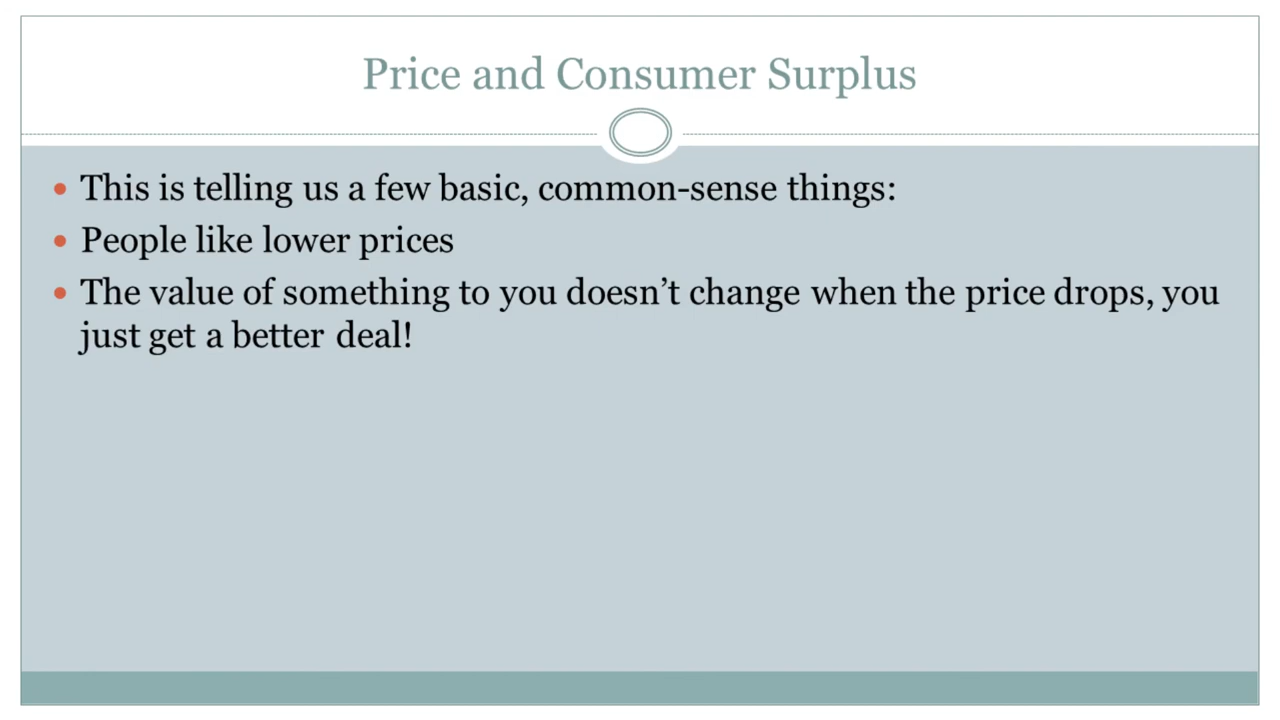 Price and Consumer Surplus
• This is telling us a few basic, common-sense things:
• People like lower prices
• The value of something to you doesn’t change when the price drops, you
just get a better deal!